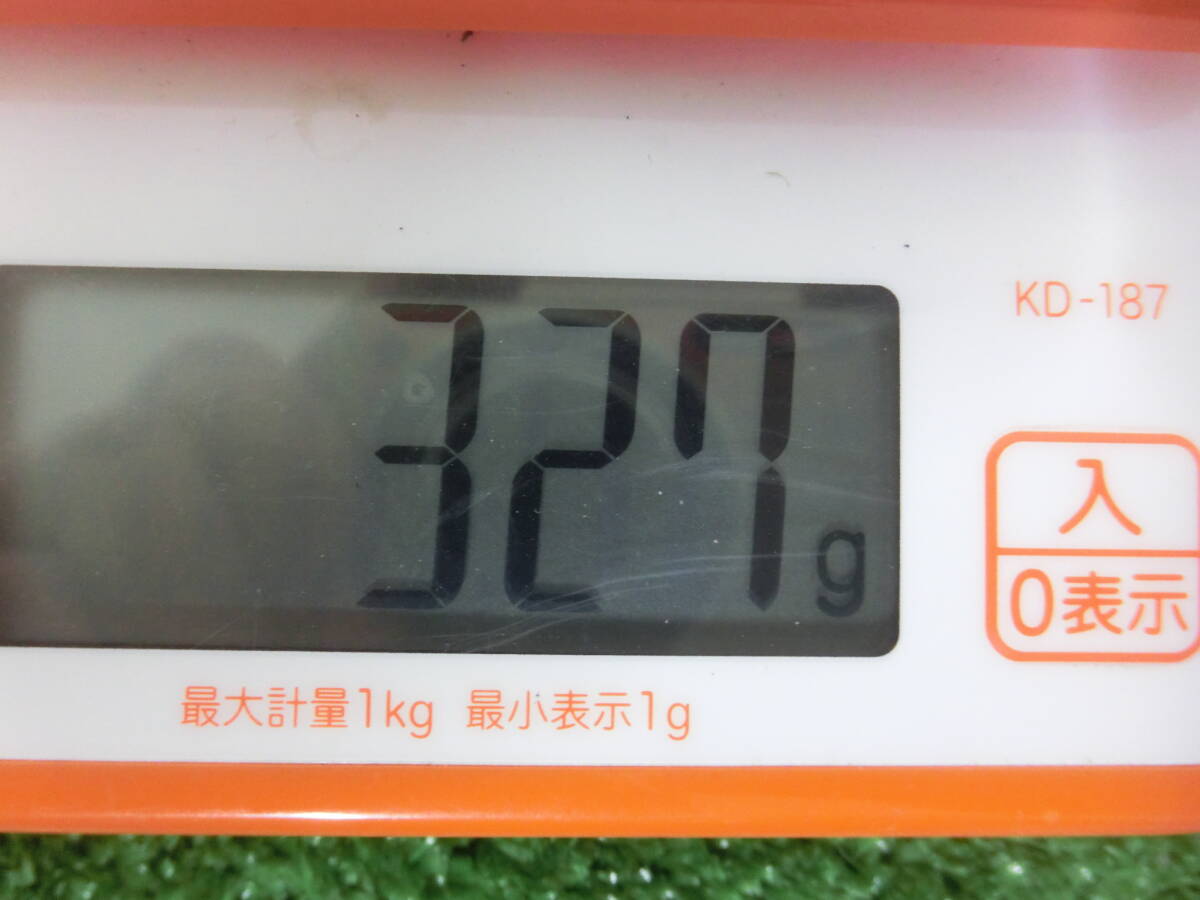 KD-187
327g
入
0表示
最大計量1kg 最小表示1g